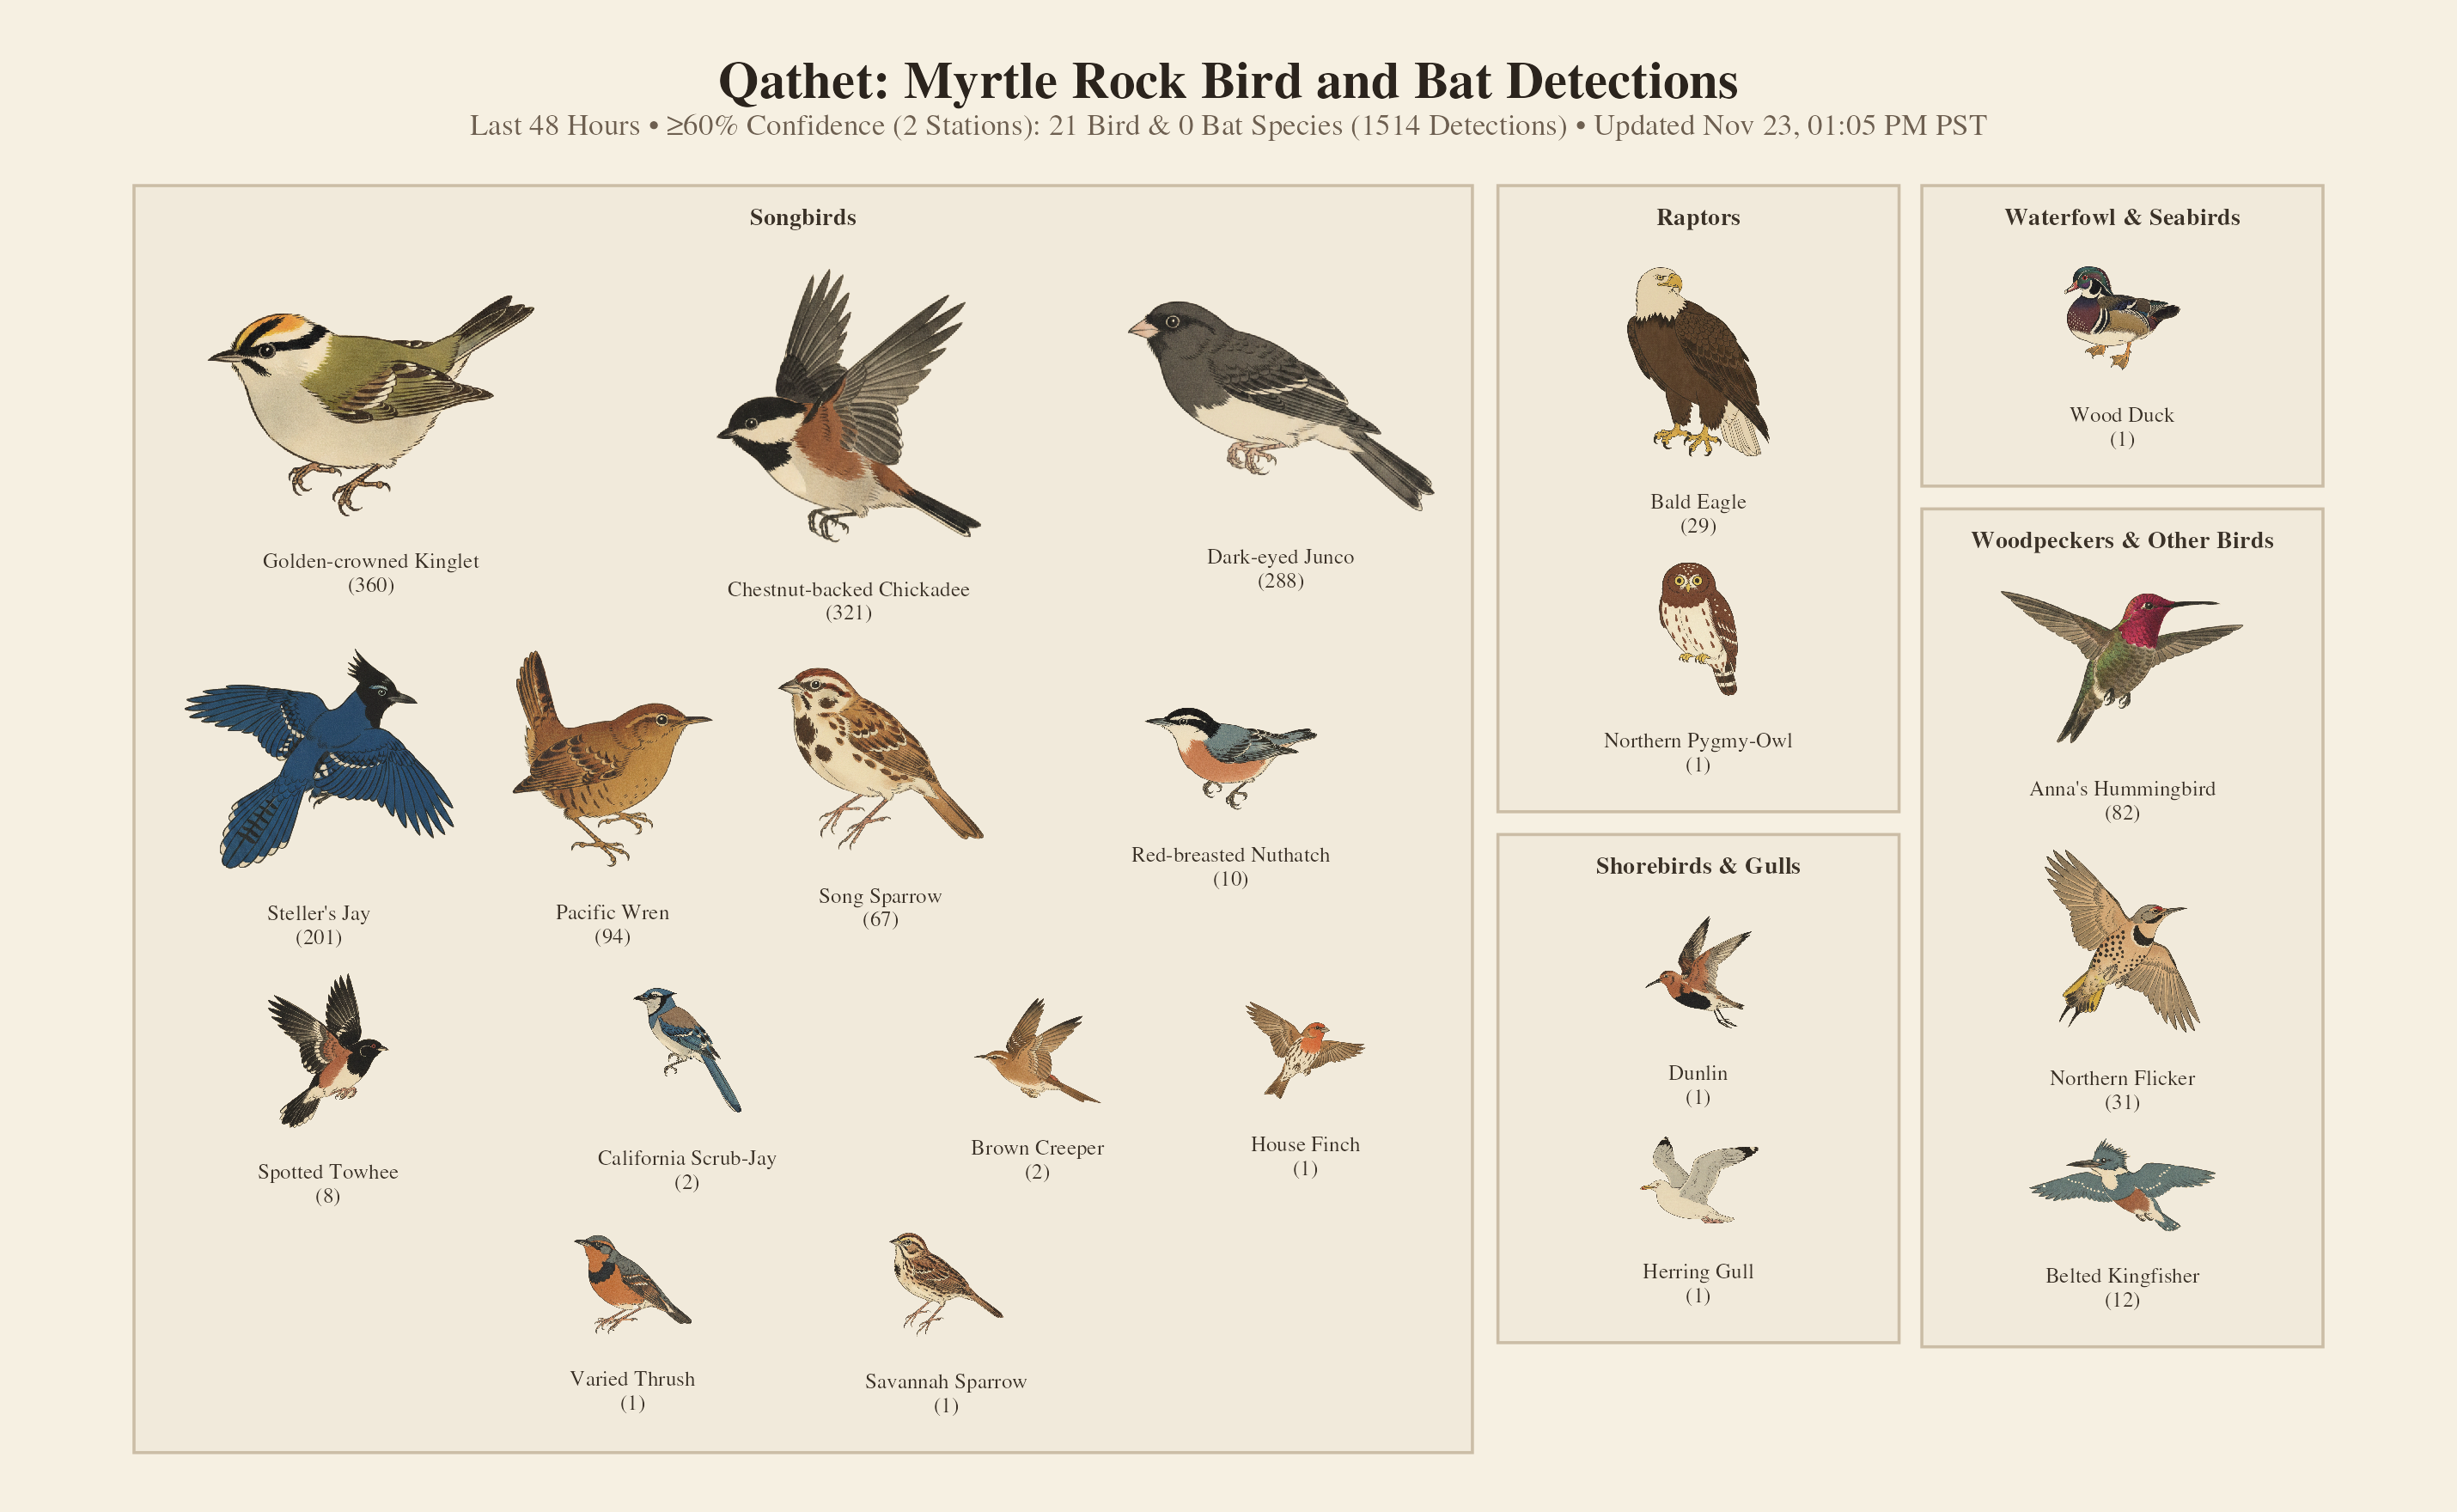 Qathet: Myrtle Rock Bird and Bat Detections
Last 48 Hours • ≥60% Confidence (2 Stations): 21 Bird & 0 Bat Species (1514 Detections) • Updated Nov 23, 01:05 PM PST
Songbirds
Golden-crowned Kinglet
(360)
Chestnut-backed Chickadee
(321)
Dark-eyed Junco
(288)
Steller's Jay
(201)
Pacific Wren
(94)
Song Sparrow
(67)
Red-breasted Nuthatch
(10)
Spotted Towhee
(8)
California Scrub-Jay
(2)
Brown Creeper
(2)
House Finch
(1)
Varied Thrush
(1)
Savannah Sparrow
(1)
Raptors
Bald Eagle
(29)
Northern Pygmy-Owl
(1)
Shorebirds & Gulls
Dunlin
(1)
Herring Gull
(1)
Waterfowl & Seabirds
Wood Duck
(1)
Woodpeckers & Other Birds
Anna's Hummingbird
(82)
Northern Flicker
(31)
Belted Kingfisher
(12)